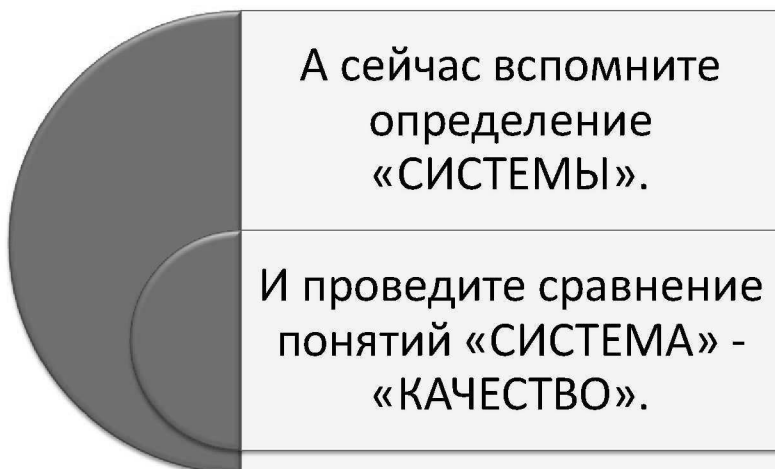 А сейчас вспомните
определение
«СИСТЕМЫ».
И проведите сравнение
понятий «СИСТЕМА» -
«КАЧЕСТВО».